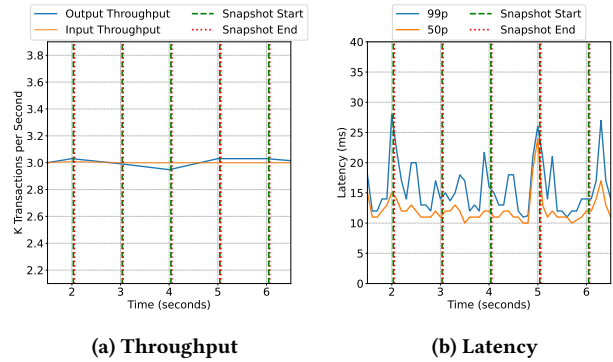 Output Throughput
Input Throughput
Snapshot Start
Snapshot End
K Transactions per Second
3.8
3.6
3.4
3.2
3.0
2.8
2.6
2.4
2.2
2 3 4 5 6
Time (seconds)
(a) Throughput
99p
50p
Snapshot Start
Snapshot End
Latency (ms)
40
35
30
25
20
15
10
5
0
2 3 4 5 6
Time (seconds)
(b) Latency